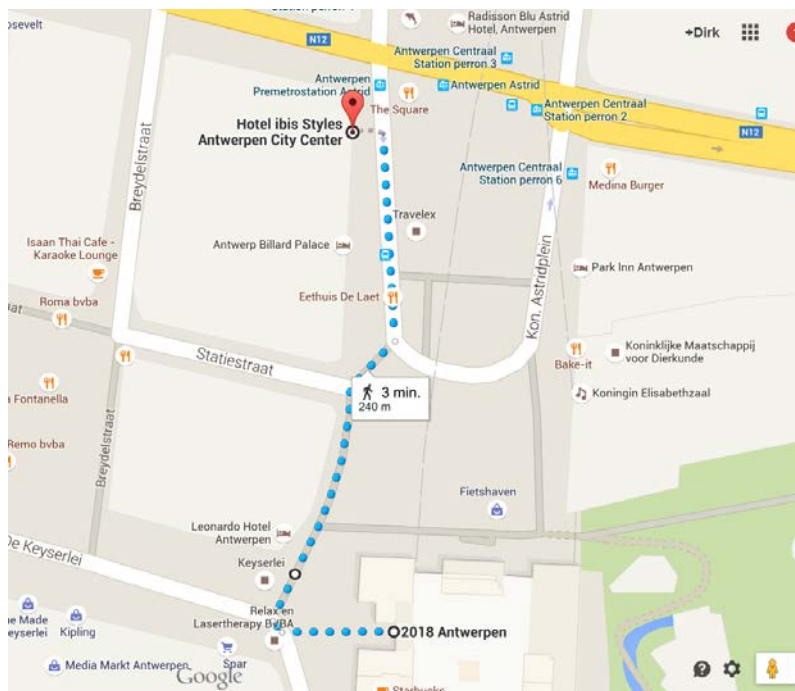 Station perron 4
Radisson Blu Astrid
Hotel, Antwerpen
+Dirk
osevelt
N12
Antwerpen Centraal
Station perron 3
Antwerpen
Premetrostation Astrid
The Square
Antwerpen Astrid
Antwerpen Centraal
Station perron 2
N12
Hotel ibis Styles
Antwerpen City Center
Breydelstraat
Antwerpen Centraal
Station perron 6
Medina Burger
Travelex
Isaan Thai Cafe -
Karaoke Lounge
Antwerp Billard Palace
Park Inn Antwerpen
Kon. Astridplein
Roma bvba
Eethuis De Laet
Statiestraat
Koninklijke Maatschappij
voor Dierkunde
Bake-it
3 min.
240 m
Koningin Elisabethzaal
a Fontanella
Breydelstraat
Remo bvba
Fietshaven
Leonardo Hotel
Antwerpen
De Keyserlei
Keyserlei
Relax en
Lasertherapy BVBA
2018 Antwerpen
ne Made
eyserlei
Kipling
Media Markt Antwerpen
Spar
Google
Starbucks